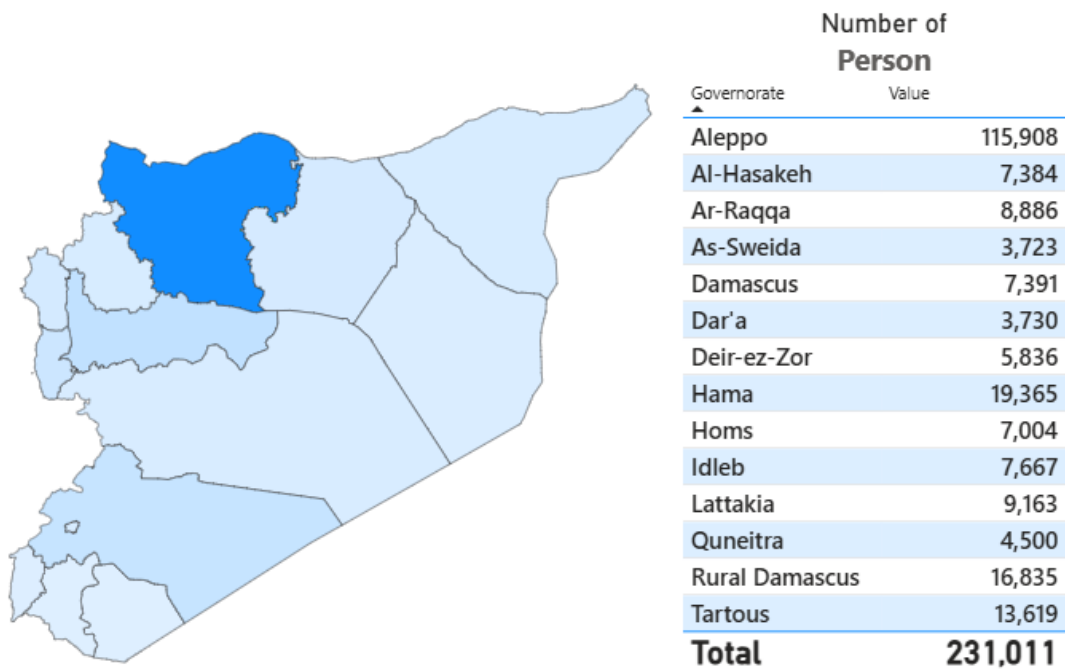 Number of
Person
Governorate Value
Aleppo 115,908
Al-Hasakeh 7,384
Ar-Raqqa 8,886
As-Sweida 3,723
Damascus 7,391
Dar'a 3,730
Deir-ez-Zor 5,836
Hama 19,365
Homs 7,004
Idleb 7,667
Lattakia 9,163
Quneitra 4,500
Rural Damascus 16,835
Tartous 13,619
Total 231,011